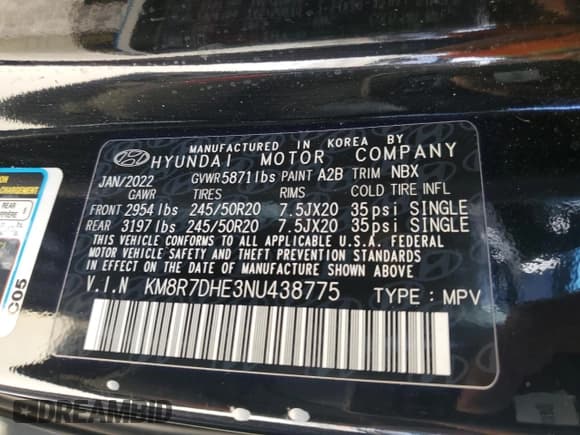 MANUFACTURED IN KOREA BY
HYUNDAI MOTOR COMPANY
JAN/2022 GVWR 5871 lbs PAINT A2B TRIM NBX
GAWR TIRES RIMS COLD TIRE INFL
FRONT 2954 lbs 245/50R20 7.5JX20 35psi SINGLE
REAR 3197 lbs 245/50R20 7.5JX20 35psi SINGLE
THIS VEHICLE CONFORMS TO ALL APPLICABLE U.S.A. FEDERAL
MOTOR VEHICLE SAFETY AND THEFT PREVENTION STANDARDS
IN EFFECT ON THE DATE OF MANUFACTURE SHOWN ABOVE.
V.I.N KM8R7DHE3NU438775 TYPE : MPV
REAR
C05
DREAMBID